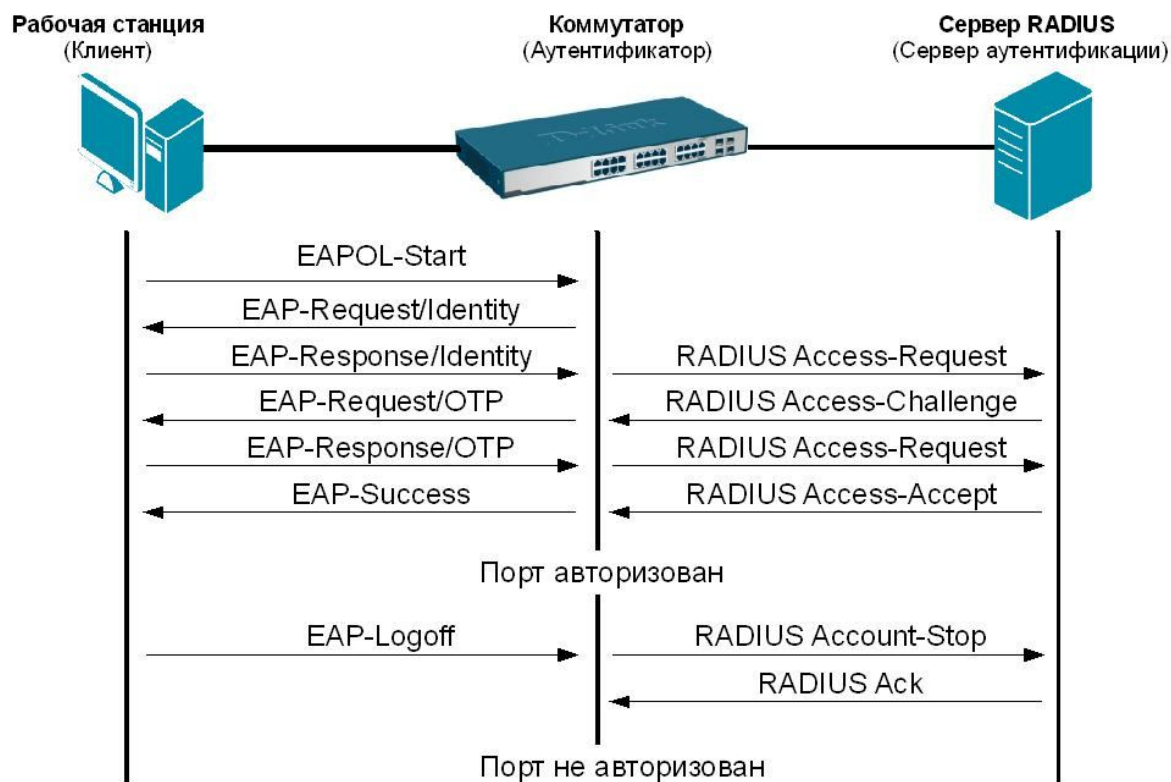 Рабочая станция
(Клиент)
Коммутатор
(Аутентификатор)
Сервер RADIUS
(Сервер аутентификации)
D-Link
EAPOL-Start
EAP-Request/Identity
EAP-Response/Identity
RADIUS Access-Request
EAP-Request/OTP
RADIUS Access-Challenge
EAP-Response/OTP
RADIUS Access-Request
EAP-Success
RADIUS Access-Accept
Порт авторизован
EAP-Logoff
RADIUS Account-Stop
RADIUS Ack
Порт не авторизован